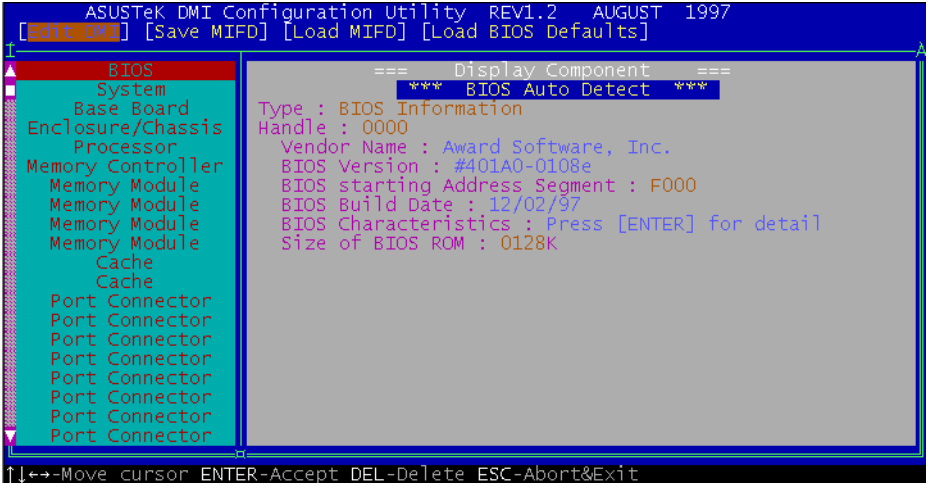 ASUSTeK DMI Configuration Utility REV1.2 AUGUST 1997
[Edit DMI] [Save MIFD] [Load MIFD] [Load BIOS Defaults]
BIOS
System
Base Board
Enclosure/Chassis
Processor
Memory Controller
Memory Module
Memory Module
Memory Module
Memory Module
Cache
Cache
Port Connector
Port Connector
Port Connector
Port Connector
Port Connector
Port Connector
Port Connector
Port Connector
=== Display Component ===
*** BIOS Auto Detect ***
Type : BIOS Information
Handle : 0000
Vendor Name : Award Software, Inc.
BIOS Version : #401A0-0108e
BIOS starting Address Segment : F000
BIOS Build Date : 12/02/97
BIOS Characteristics : Press [ENTER] for detail
Size of BIOS ROM : 0128K
↑↓←→-Move cursor ENTER-Accept DEL-Delete ESC-Abort&Exit